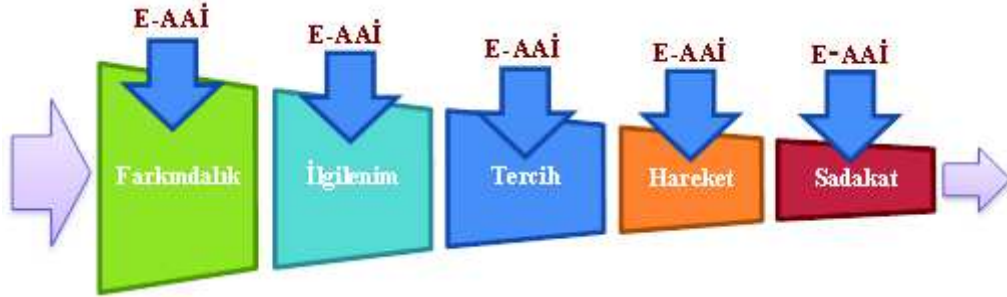 E-AAİ E-AAİ E-AAİ E-AAİ E-AAİ
Farkındalık İlgilenim Tercih Hareket Sadakat